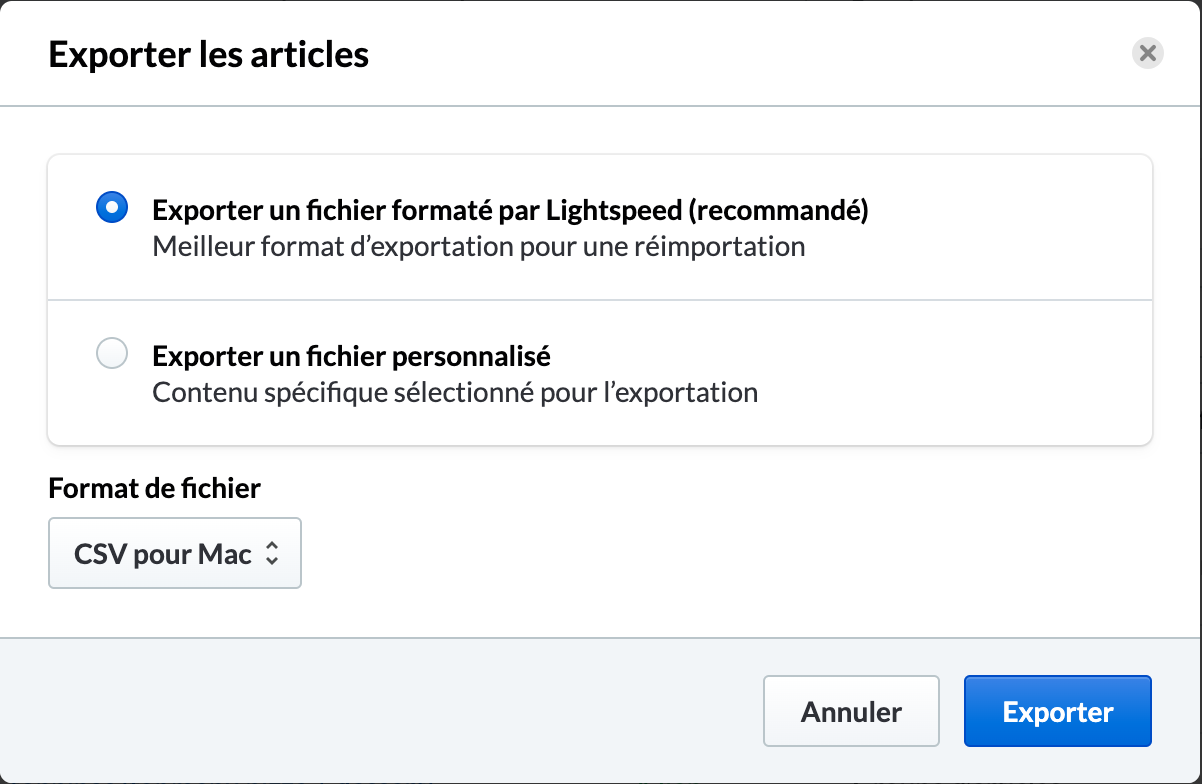 Exporter les articles
Exporter un fichier formaté par Lightspeed (recommandé)
Meilleur format d’exportation pour une réimportation
Exporter un fichier personnalisé
Contenu spécifique sélectionné pour l’exportation
Format de fichier
CSV pour Mac
Annuler
Exporter